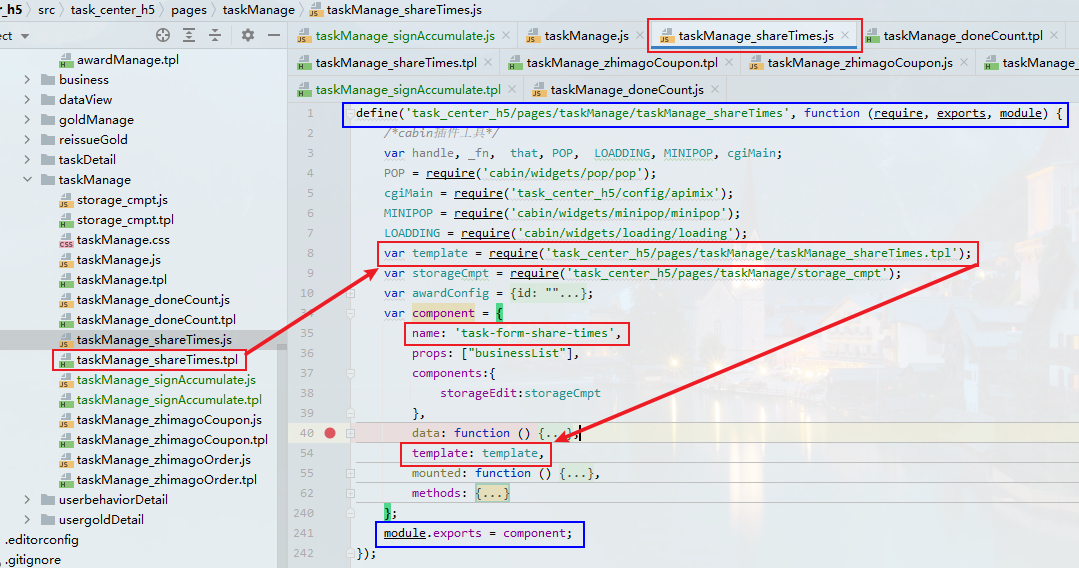 _h5 › src › task_center_h5 › pages › taskManage › taskManage_shareTimes.js
ect
taskManage_signAccumulate.js
taskManage.js
taskManage_shareTimes.js
taskManage_doneCount.tpl
taskManage_shareTimes.tpl
taskManage_zhimagoCoupon.tpl
taskManage_zhimagoCoupon.js
taskManage_
taskManage_signAccumulate.tpl
taskManage_doneCount.js
awardManage.tpl
business
dataView
goldManage
reissueGold
taskDetail
taskManage
storage_cmpt.js
storage_cmpt.tpl
taskManage.css
taskManage.js
taskManage.tpl
taskManage_doneCount.js
taskManage_doneCount.tpl
taskManage_shareTimes.js
taskManage_shareTimes.tpl
taskManage_signAccumulate.js
taskManage_signAccumulate.tpl
taskManage_zhimagoCoupon.js
taskManage_zhimagoCoupon.tpl
taskManage_zhimagoOrder.js
taskManage_zhimagoOrder.tpl
userbehaviorDetail
usergoldDetail
.editorconfig
.gitignore
1 define('task_center_h5/pages/taskManage/taskManage_shareTimes', function (require, exports, module) {
2 /*cabin插件工具*/
3 var handle, _fn, that, POP, LOADDING, MINIPOP, cgiMain;
4 POP = require('cabin/widgets/pop/pop');
5 cgiMain = require('task_center_h5/config/apimix');
6 MINIPOP = require('cabin/widgets/minipop/minipop');
7 LOADDING = require('cabin/widgets/loading/loading');
8 var template = require('task_center_h5/pages/taskManage/taskManage_shareTimes.tpl');
9 var storageCmpt = require('task_center_h5/pages/taskManage/storage_cmpt');
10 var awardConfig = {id: ""...};
34 var component = {
35 name: 'task-form-share-times',
36 props: ["businessList"],
37 components:{
38 storageEdit:storageCmpt
39 },
40 data: function () {...},
54 template: template,
55 mounted: function () {...},
62 methods: {...}
240 };
241 module.exports = component;
242 });